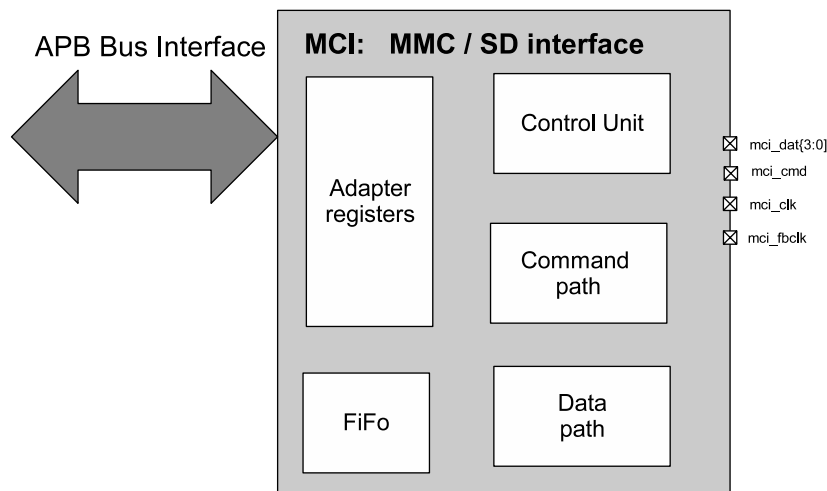 APB Bus Interface
MCI: MMC / SD interface
Adapter
registers
Control Unit
Command
path
FiFo
Data
path
mci_dat{3:0]
mci_cmd
mci_clk
mci_fbclk